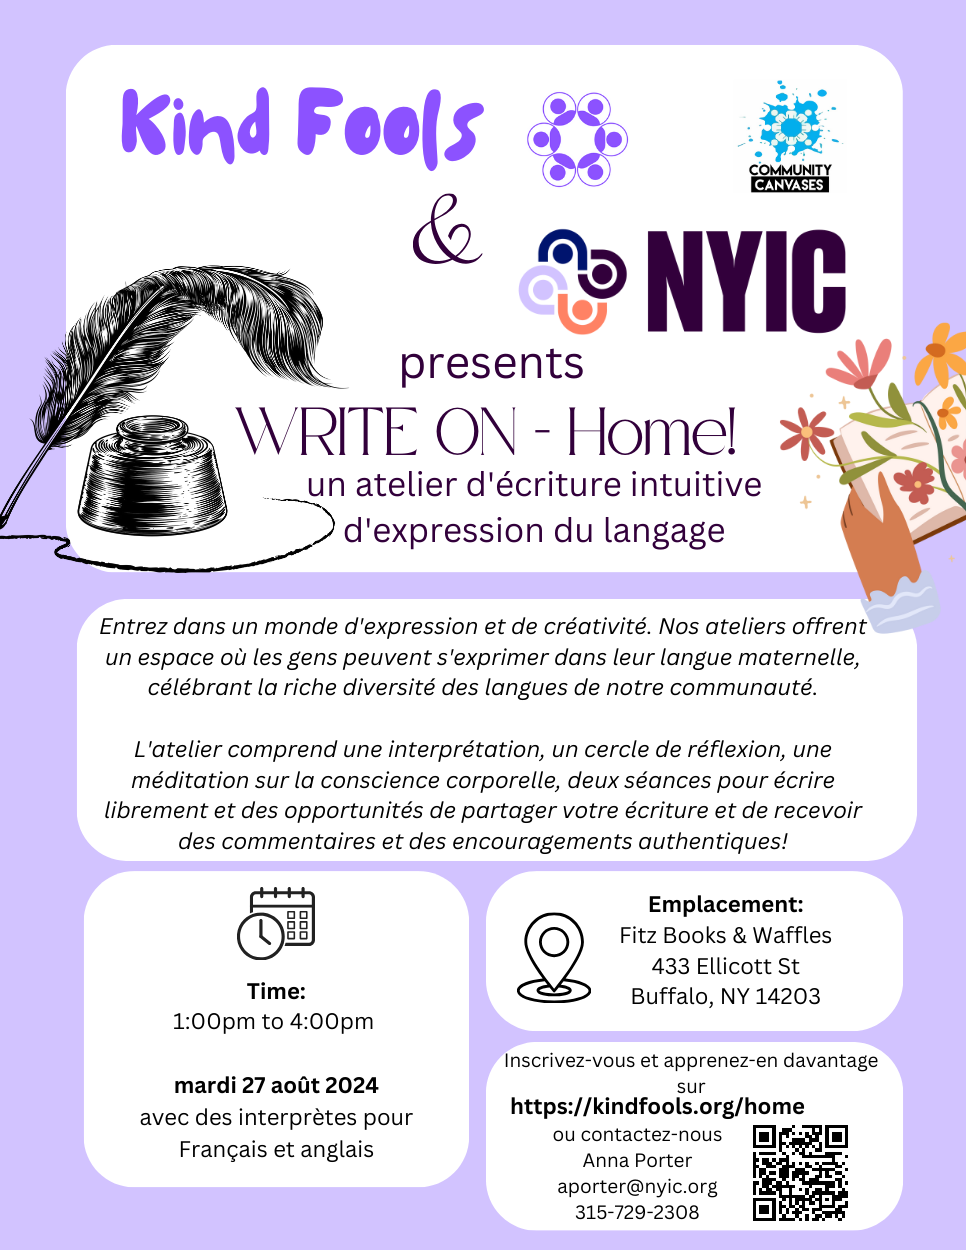 Kind Fools
COMMUNITY
CANVASES
&
NYIC
presents
WRITE ON - Home!
un atelier d'écriture intuitive
d'expression du langage
Entrez dans un monde d'expression et de créativité. Nos ateliers offrent
un espace où les gens peuvent s'exprimer dans leur langue maternelle,
célébrant la riche diversité des langues de notre communauté.
L'atelier comprend une interprétation, un cercle de réflexion, une
méditation sur la conscience corporelle, deux séances pour écrire
librement et des opportunités de partager votre écriture et de recevoir
des commentaires et des encouragements authentiques!
Time:
1:00pm to 4:00pm
mardi 27 août 2024
avec des interprètes pour
Français et anglais
Emplacement:
Fitz Books & Waffles
433 Ellicott St
Buffalo, NY 14203
Inscrivez-vous et apprenez-en davantage
sur
https://kindfools.org/home
ou contactez-nous
Anna Porter
aporter@nyic.org
315-729-2308